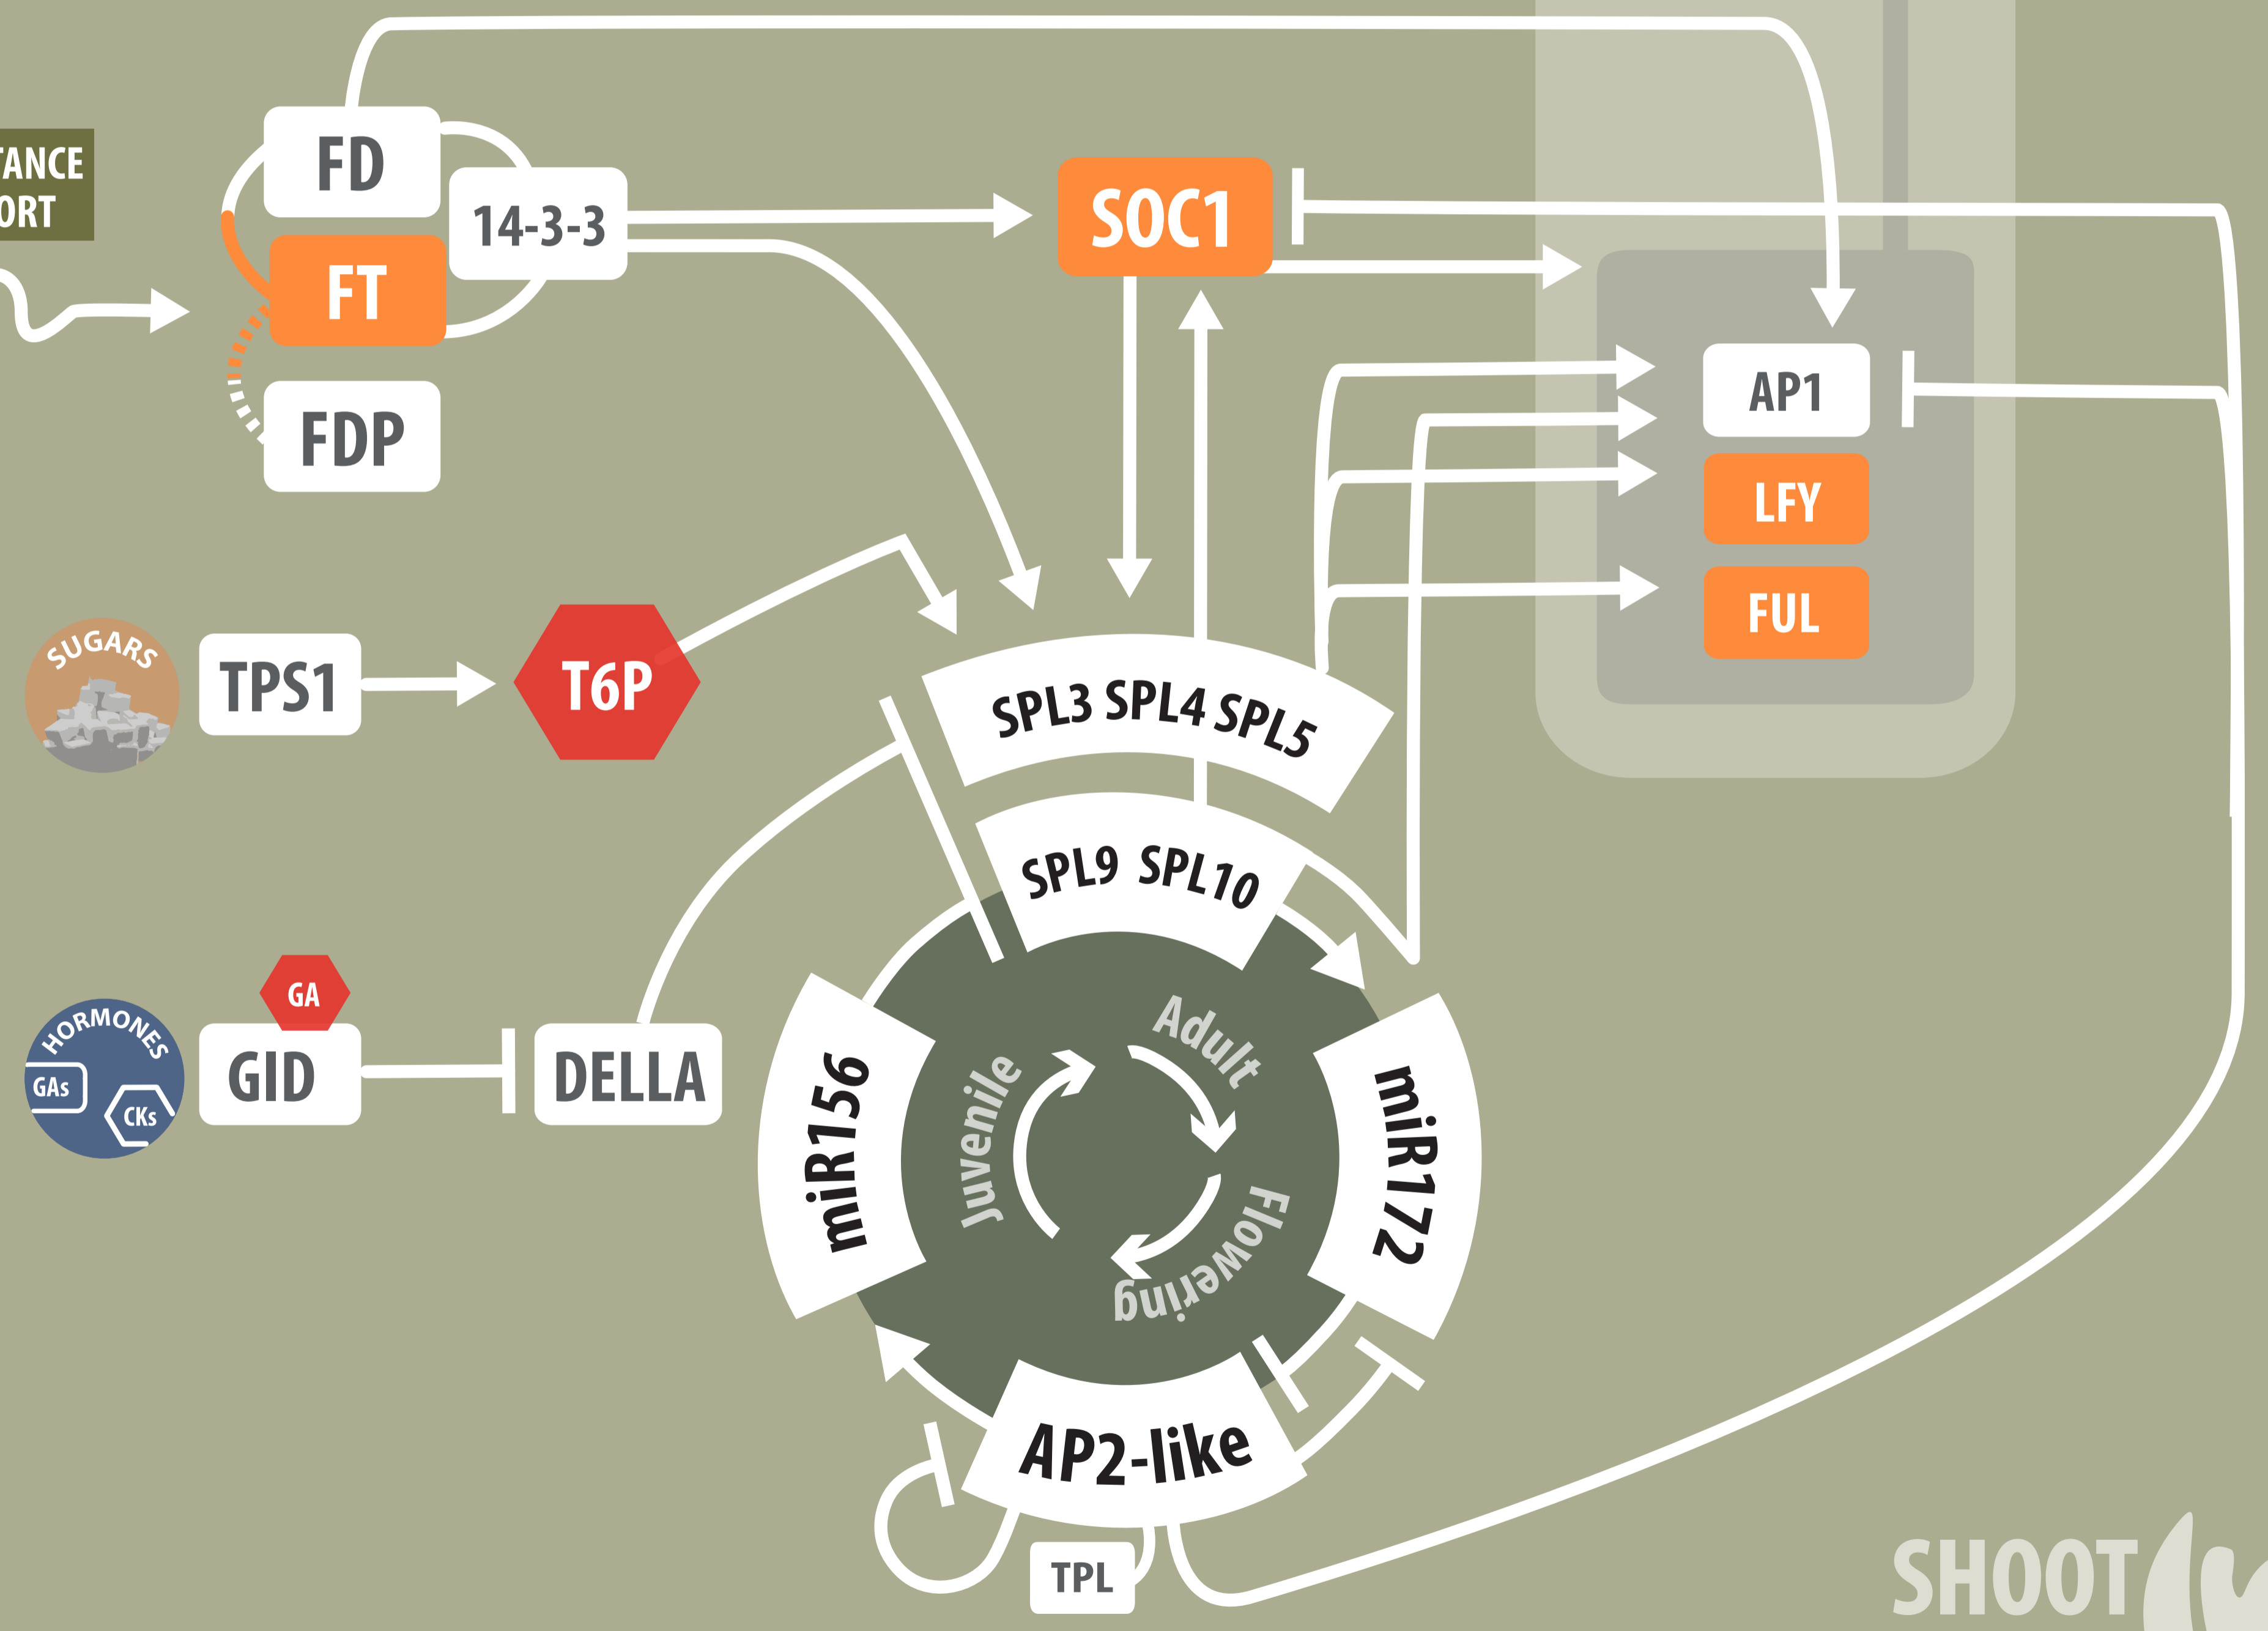 TANCE
ORT
FD
14-3-3
FT
FDP
SOC1
AP1
LFY
FUL
SUGARS
TPS1
T6P
SPL3 SPL4 SPL5
SPL9 SPL10
HORMONES
GAs
CKs
GA
GID
DELLA
miR156
Juvenile
Adult
Flowering
miR172
AP2-like
TPL
SHOOT